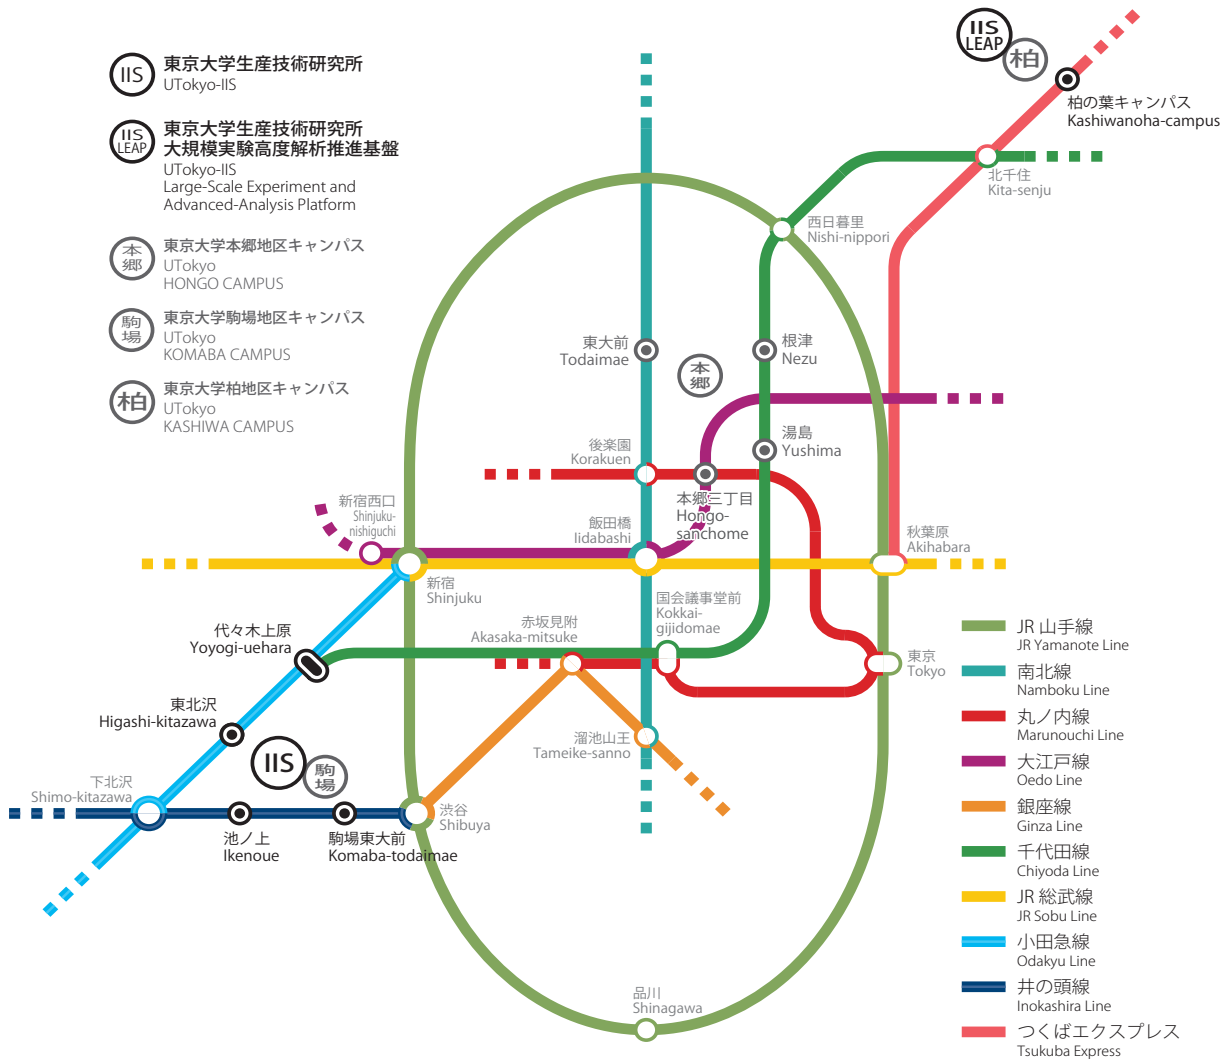 IIS
東京大学生産技術研究所
UTokyo-IIS
IIS
LEAP
東京大学生産技術研究所
大規模実験高度解析推進基盤
UTokyo-IIS
Large-Scale Experiment and
Advanced-Analysis Platform
本
郷
東京大学本郷地区キャンパス
UTokyo
HONGO CAMPUS
駒
場
東京大学駒場地区キャンパス
UTokyo
KOMABA CAMPUS
柏
東京大学柏地区キャンパス
UTokyo
KASHIWA CAMPUS
IIS
LEAP
柏
柏の葉キャンパス
Kashiwanoha-campus
北千住
Kita-senju
西日暮里
Nishi-nippori
東大前
Todaimae
根津
Nezu
本
郷
湯島
Yushima
後楽園
Korakuen
本郷三丁目
Hongo-
sanchome
新宿西口
Shinjuku-
nishiguchi
飯田橋
Iidabashi
秋葉原
Akihabara
新宿
Shinjuku
国会議事堂前
Kokkai-
gijidomae
赤坂見附
Akasaka-mitsuke
代々木上原
Yoyogi-uehara
東京
Tokyo
東北沢
Higashi-kitazawa
溜池山王
Tameike-sanno
IIS
駒
場
下北沢
Shimo-kitazawa
池ノ上
Ikenoue
駒場東大前
Komaba-todaimae
渋谷
Shibuya
品川
Shinagawa
JR 山手線
JR Yamanote Line
南北線
Namboku Line
丸ノ内線
Marunouchi Line
大江戸線
Oedo Line
銀座線
Ginza Line
千代田線
Chiyoda Line
JR 総武線
JR Sobu Line
小田急線
Odakyu Line
井の頭線
Inokashira Line
つくばエクスプレス
Tsukuba Express